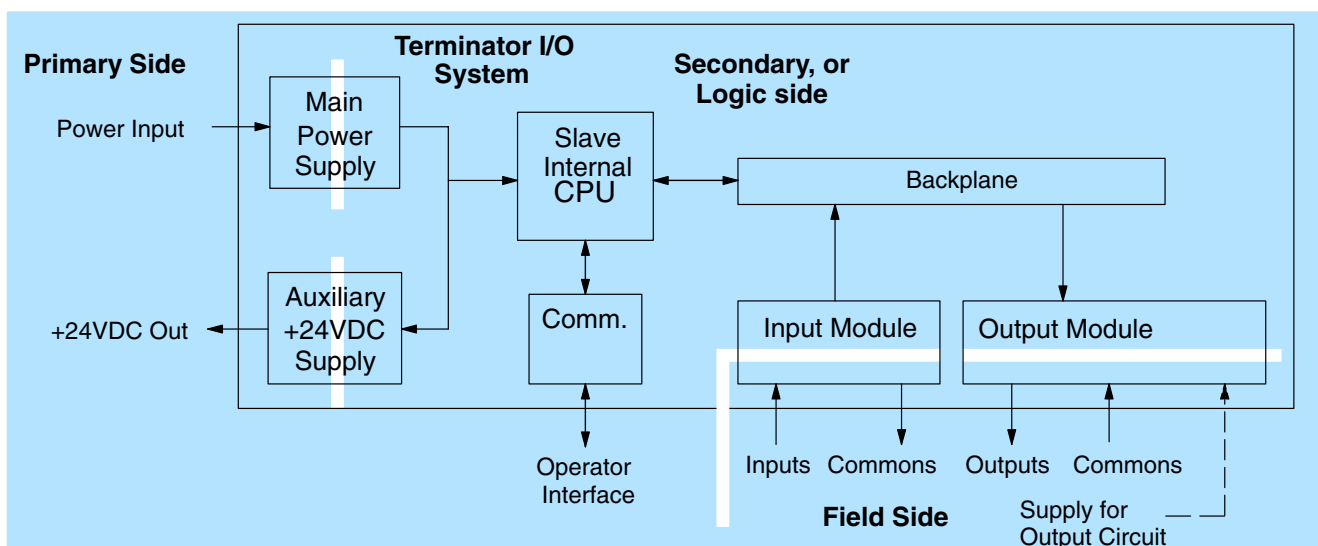 Primary Side
Terminator I/O
System
Secondary, or
Logic side
Power Input
Main
Power
Supply
Slave
Internal
CPU
Backplane
+24VDC Out
Auxiliary
+24VDC
Supply
Comm.
Input Module
Output Module
Operator
Interface
Inputs
Commons
Outputs
Commons
Field Side
Supply for
Output Circuit